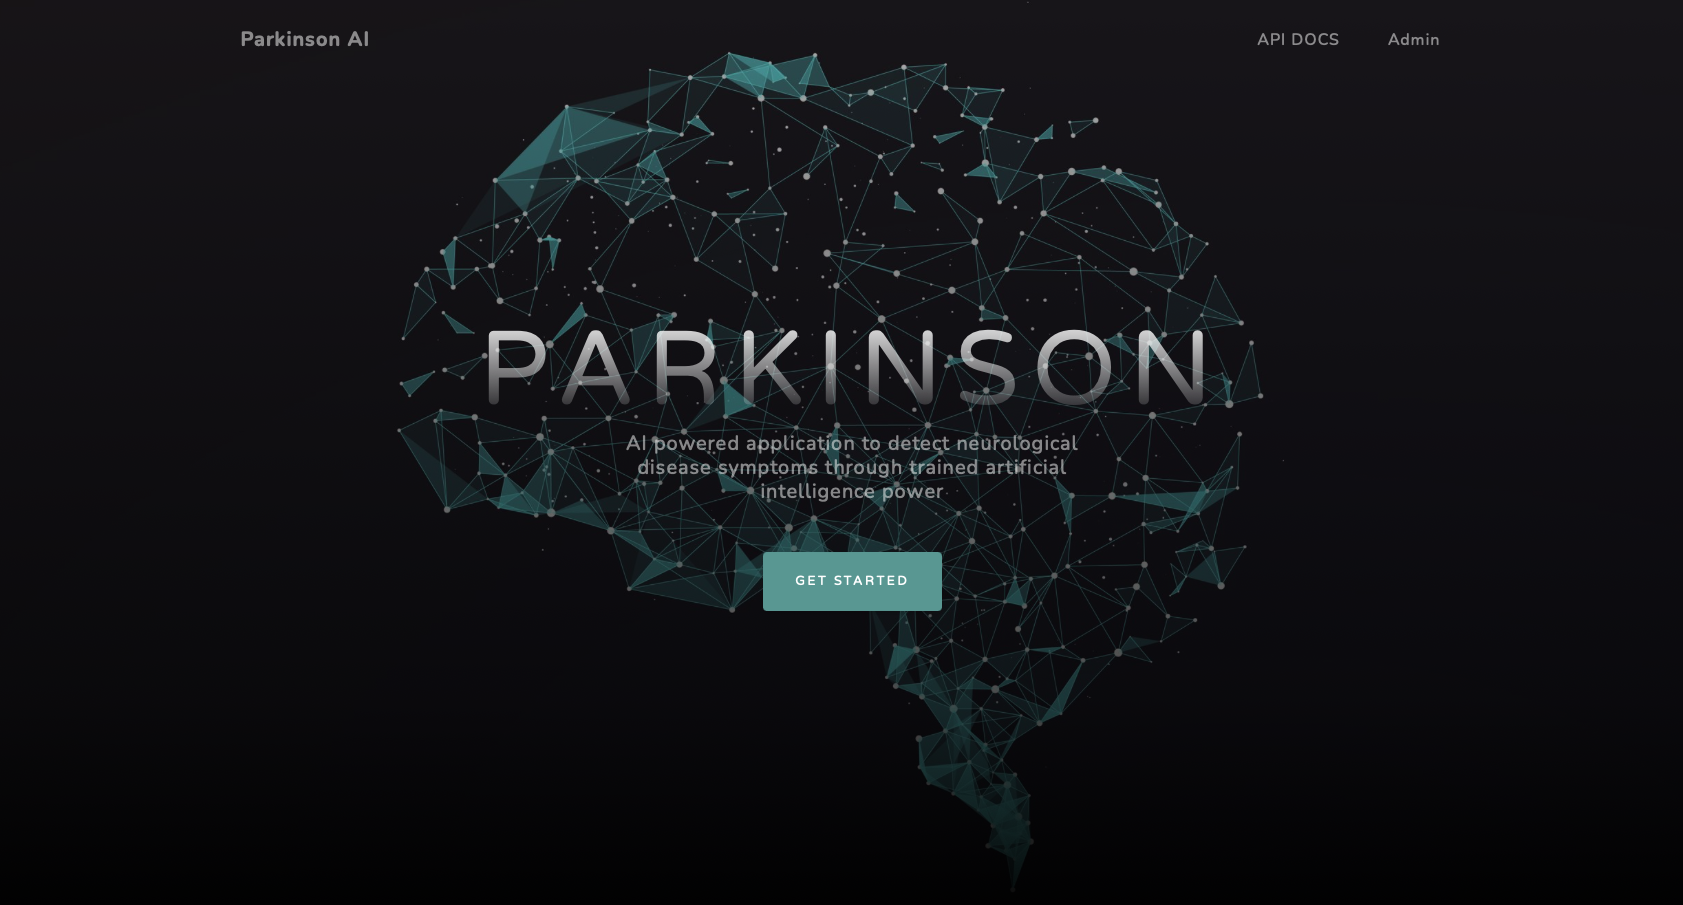 Parkinson AI
API DOCS
Admin
PARKINSON
AI powered application to detect neurological
disease symptoms through trained artificial
intelligence power
GET STARTED